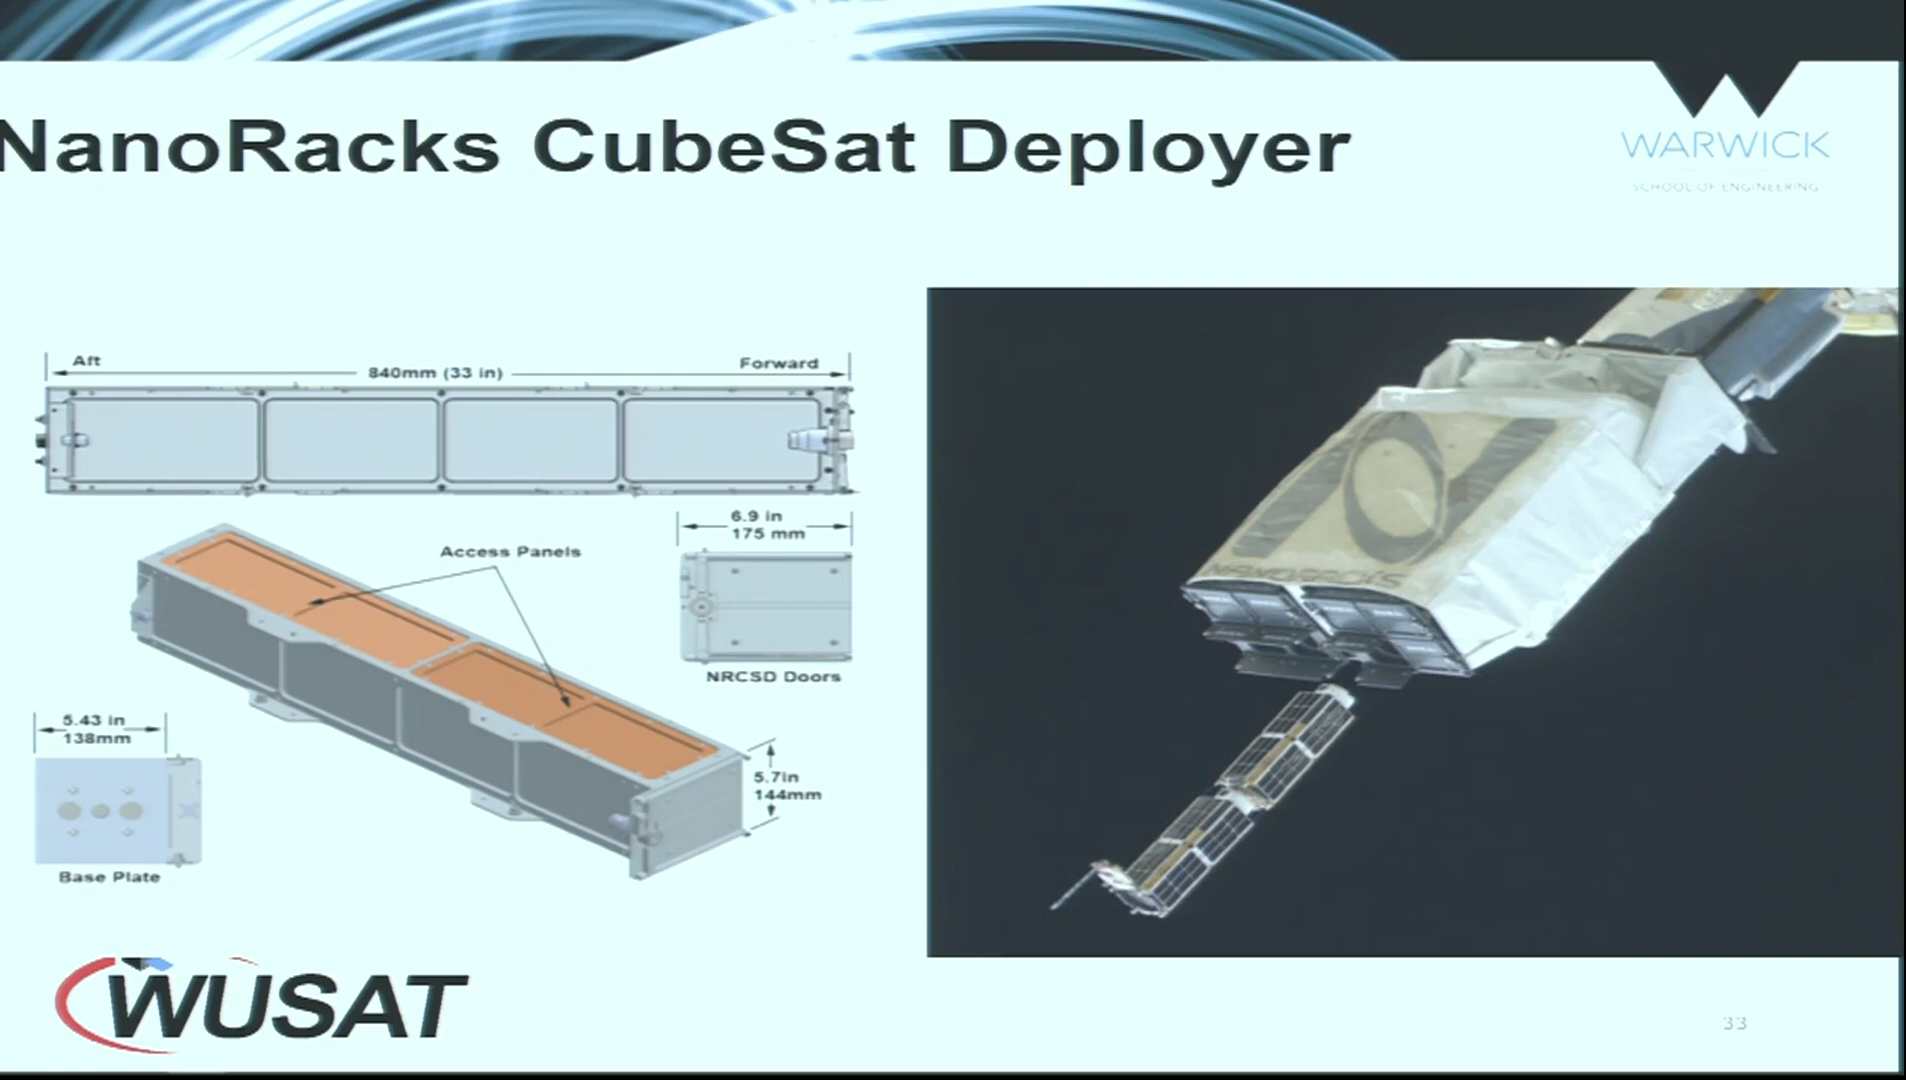 NanoRacks CubeSat Deployer
WARWICK
SCHOOL OF ENGINEERING
Aft
840mm (33 in)
Forward
6.9 in
175 mm
Access Panels
NRCSD Doors
5.43 in
138mm
5.7in
144mm
Base Plate
NANORACKS
WUSAT
33